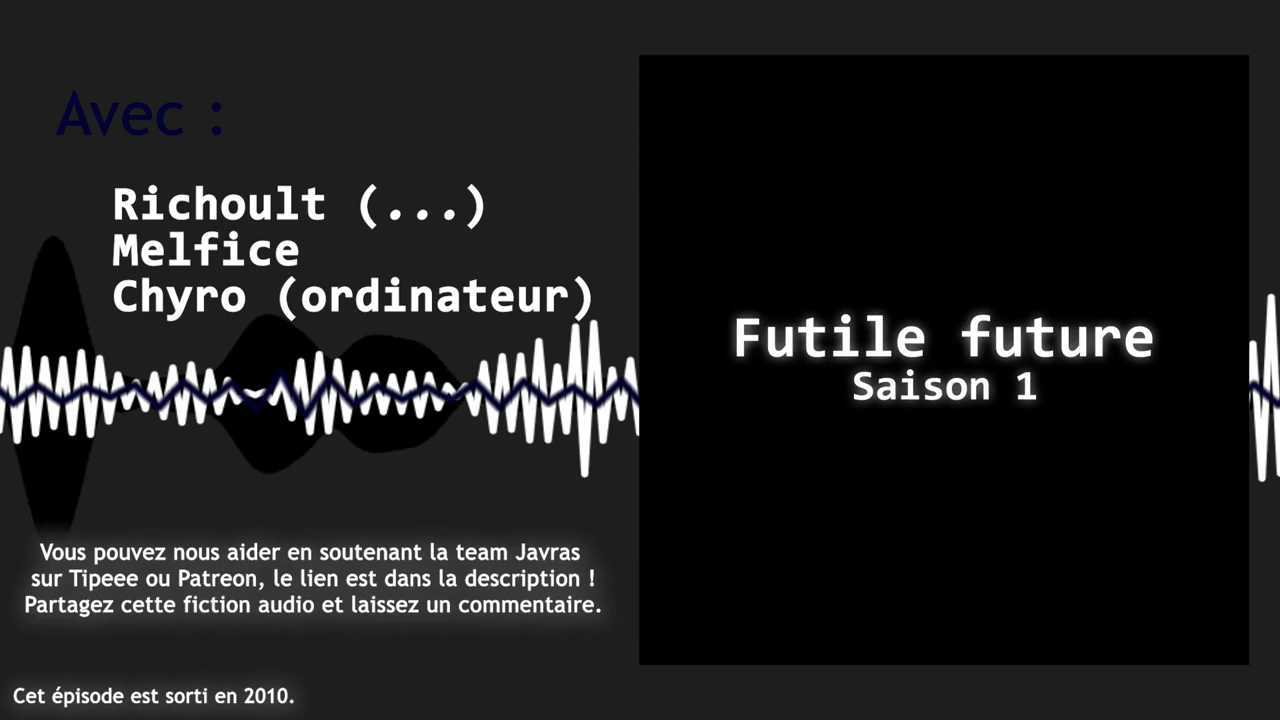 Avec :
Richoult (...)
Melfice
Chyro (ordinateur)
Futile future
Saison 1
Vous pouvez nous aider en soutenant la team Javras
sur Tipeee ou Patreon, le lien est dans la description !
Partagez cette fiction audio et laissez un commentaire.
Cet épisode est sorti en 2010.